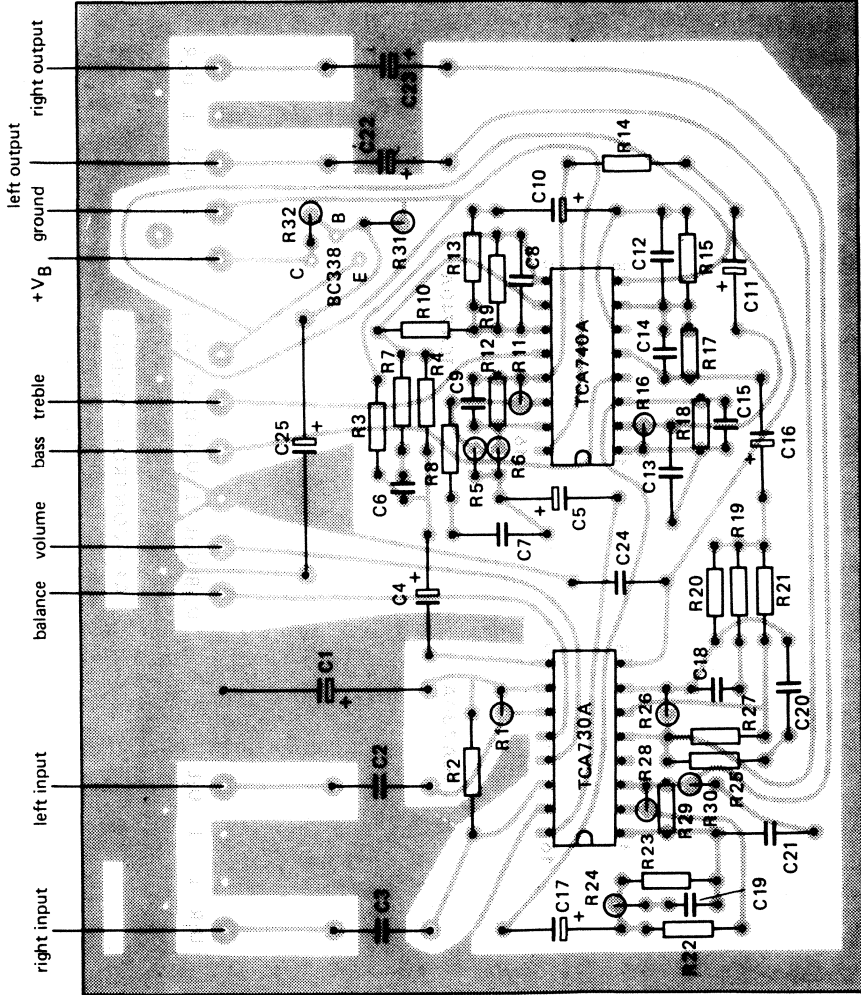 right output
left output
ground
+VB
treble
bass
volume
balance
left input
right input
C23
+
C22
+
R32
B
C
BC338
E
R31
R14
C10
+
R13
C8
R9
R10
C12
R15
+
C11
C25
+
R7
R4
R3
R12
R11
C9
R8
R5
R6
C6
TCA740A
C14
R17
R16
R18
C15
C13
+
C16
+
C5
C7
C24
C4
+
C1
+
C2
C3
R2
R1
TCA730A
R19
R20
R21
C18
C20
R26
R27
R28
R25
R30
R29
R23
C21
C17
+
R24
C19
R22